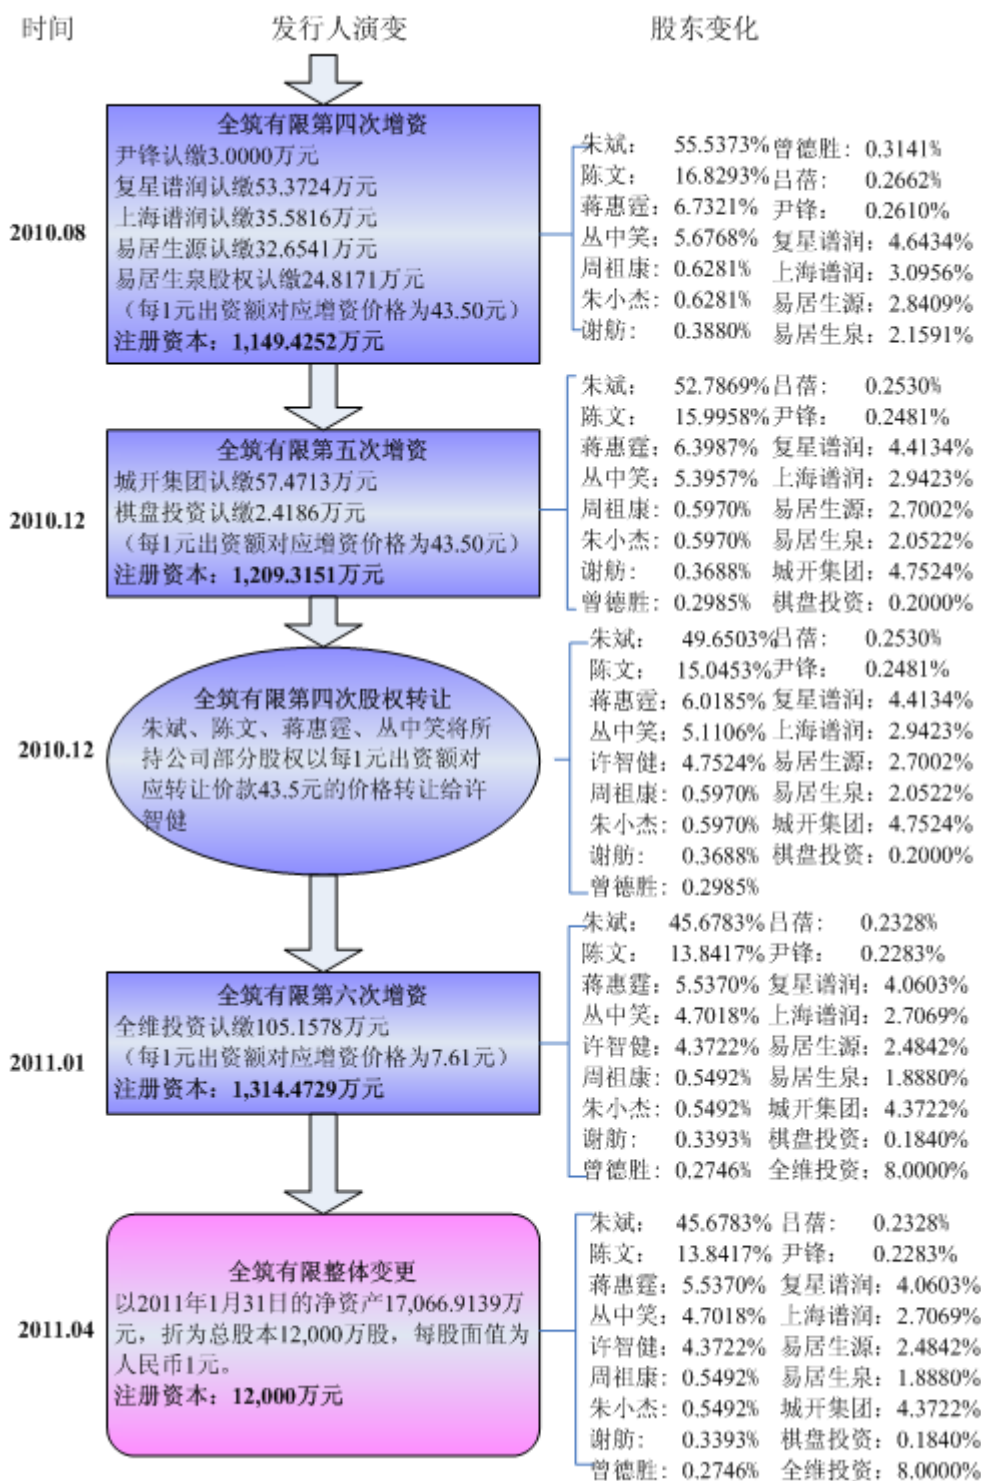 时间 发行人演变 股东变化
2010.08
全筑有限第四次增资
尹锋认缴3.0000万元
复星谱润认缴53.3724万元
上海谱润认缴35.5816万元
易居生源认缴32.6541万元
易居生泉股权认缴24.8171万元
（每1元出资额对应增资价格为43.50元）
注册资本：1,149.4252万元
朱斌： 55.5373% 曾德胜: 0.3141%
陈文： 16.8293% 吕蓓: 0.2662%
蒋惠霆：6.7321% 尹锋： 0.2610%
丛中笑：5.6768% 复星谱润：4.6434%
周祖康: 0.6281% 上海谱润：3.0956%
朱小杰: 0.6281% 易居生源：2.8409%
谢舫: 0.3880% 易居生泉：2.1591%
2010.12
全筑有限第五次增资
城开集团认缴57.4713万元
棋盘投资认缴2.4186万元
（每1元出资额对应增资价格为43.50元）
注册资本：1,209.3151万元
朱斌： 52.7869% 吕蓓: 0.2530%
陈文： 15.9958% 尹锋： 0.2481%
蒋惠霆：6.3987% 复星谱润：4.4134%
丛中笑：5.3957% 上海谱润：2.9423%
周祖康: 0.5970% 易居生源：2.7002%
朱小杰: 0.5970% 易居生泉：2.0522%
谢舫: 0.3688% 城开集团：4.7524%
曾德胜: 0.2985% 棋盘投资：0.2000%
2010.12
全筑有限第四次股权转让
朱斌、陈文、蒋惠霆、丛中笑将所
持公司部分股权以每1元出资额对
应转让价款43.5元的价格转让给许
智健
朱斌： 49.6503% 吕蓓: 0.2530%
陈文： 15.0453% 尹锋： 0.2481%
蒋惠霆：6.0185% 复星谱润：4.4134%
丛中笑：5.1106% 上海谱润：2.9423%
许智健：4.7524% 易居生源：2.7002%
周祖康: 0.5970% 易居生泉：2.0522%
朱小杰: 0.5970% 城开集团：4.7524%
谢舫: 0.3688% 棋盘投资：0.2000%
曾德胜: 0.2985%
2011.01
全筑有限第六次增资
全维投资认缴105.1578万元
（每1元出资额对应增资价格为7.61元）
注册资本：1,314.4729万元
朱斌： 45.6783% 吕蓓: 0.2328%
陈文： 13.8417% 尹锋： 0.2283%
蒋惠霆：5.5370% 复星谱润：4.0603%
丛中笑：4.7018% 上海谱润：2.7069%
许智健：4.3722% 易居生源：2.4842%
周祖康: 0.5492% 易居生泉：1.8880%
朱小杰: 0.5492% 城开集团：4.3722%
谢舫: 0.3393% 棋盘投资：0.1840%
曾德胜: 0.2746% 全维投资：8.0000%
2011.04
全筑有限整体变更
以2011年1月31日的净资产17,066.9139万
元，折为总股本12,000万股，每股面值为
人民币1元。
注册资本：12,000万元
朱斌： 45.6783% 吕蓓: 0.2328%
陈文： 13.8417% 尹锋： 0.2283%
蒋惠霆：5.5370% 复星谱润：4.0603%
丛中笑：4.7018% 上海谱润：2.7069%
许智健：4.3722% 易居生源：2.4842%
周祖康: 0.5492% 易居生泉：1.8880%
朱小杰: 0.5492% 城开集团：4.3722%
谢舫: 0.3393% 棋盘投资：0.1840%
曾德胜: 0.2746% 全维投资：8.0000%